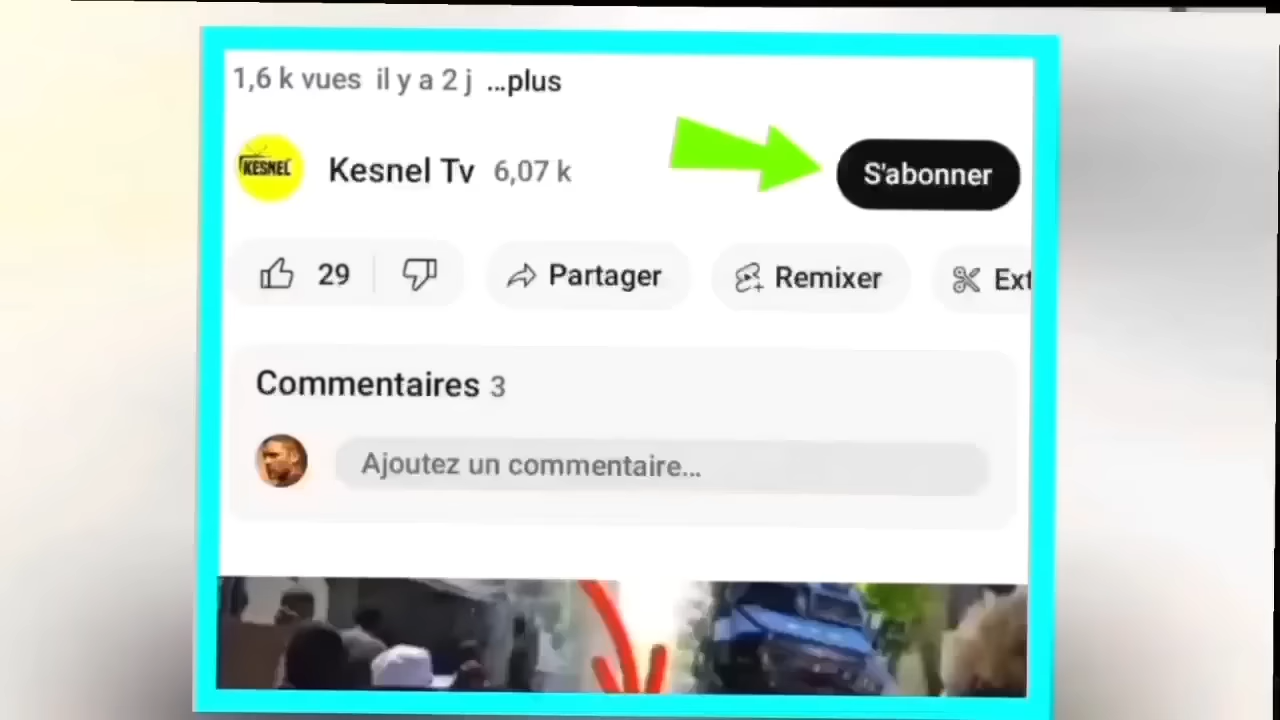 1,6 k vues il y a 2 j ...plus
KESNEL
Kesnel Tv 6,07 k
S'abonner
29
Partager
Remixer
Ext
Commentaires 3
Ajoutez un commentaire...